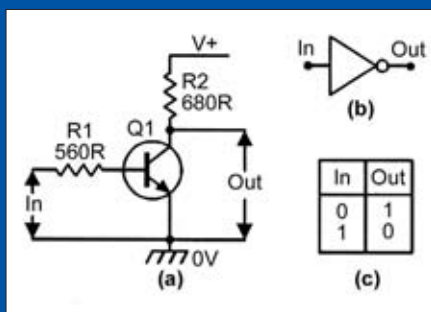 V+
R2
680R
R1
560R
Q1
In
Out
0V
(a)
In
Out
(b)
In Out
0 1
1 0
(c)